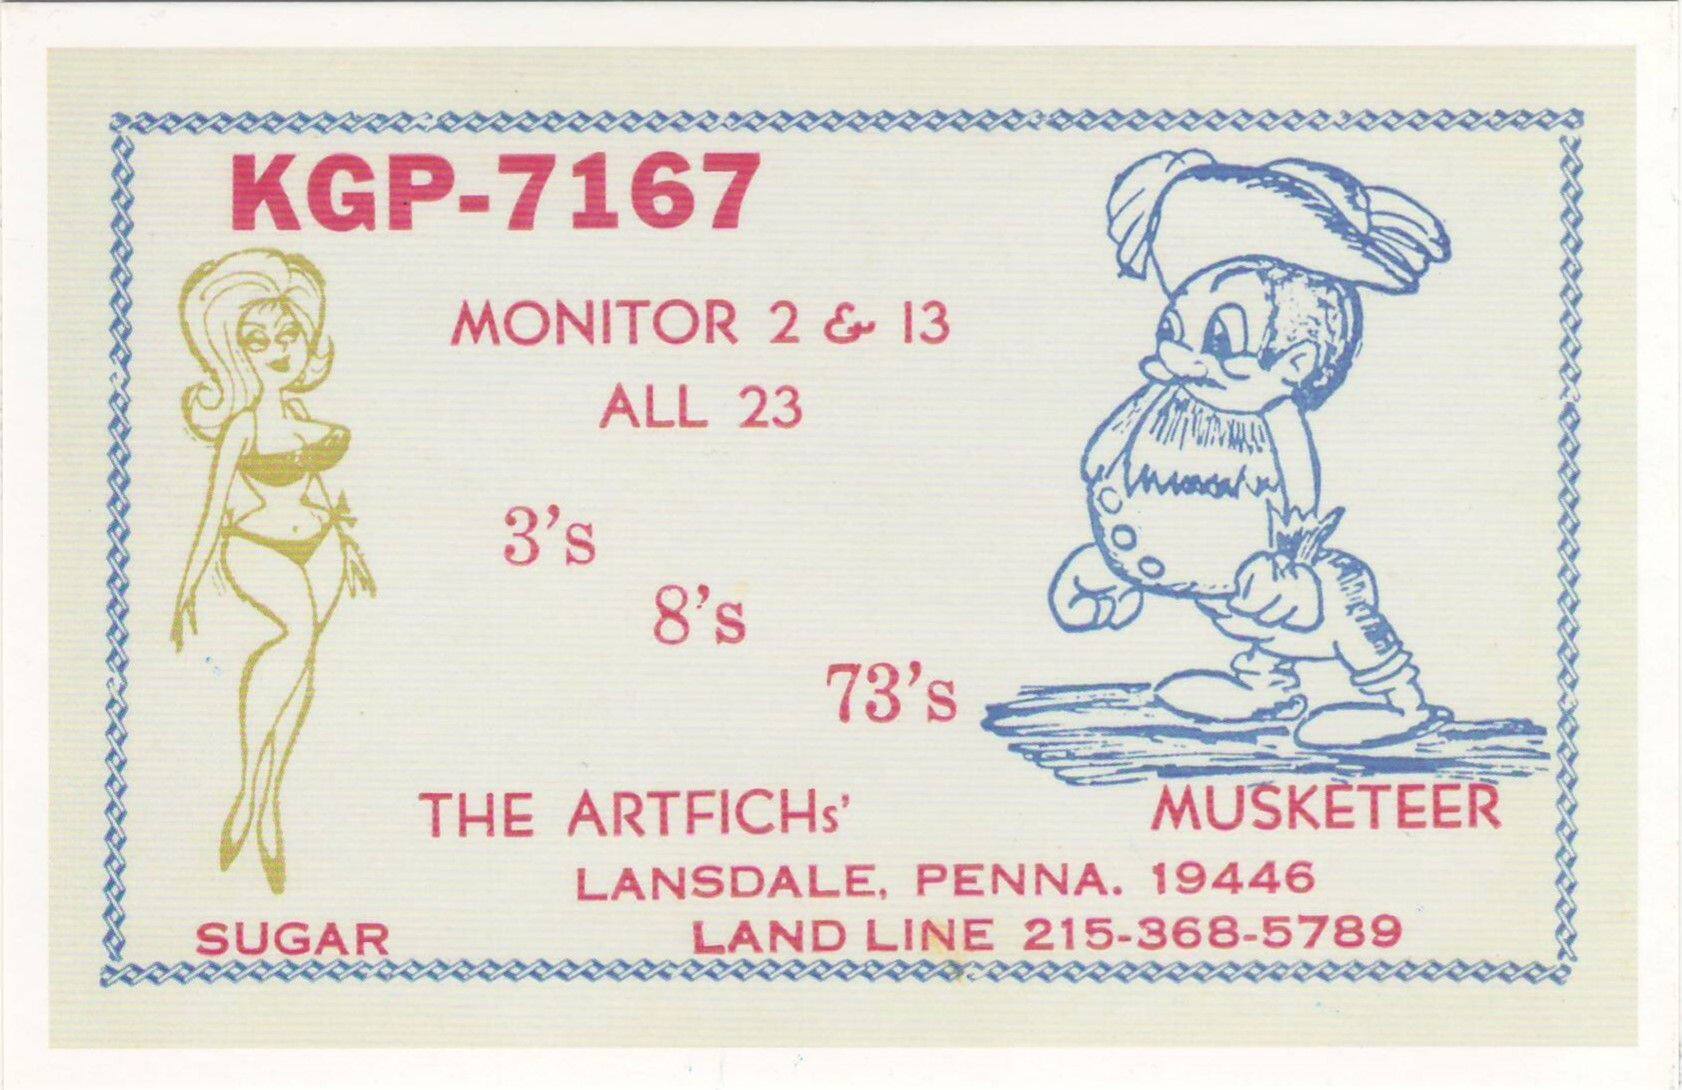 KGP-7167
MONITOR 2 & 13
ALL 23
3's
8's
73's
THE ARTFICHs'
MUSKETEER
LANSDALE, PENNA. 19446
SUGAR
LAND LINE 215-368-5789